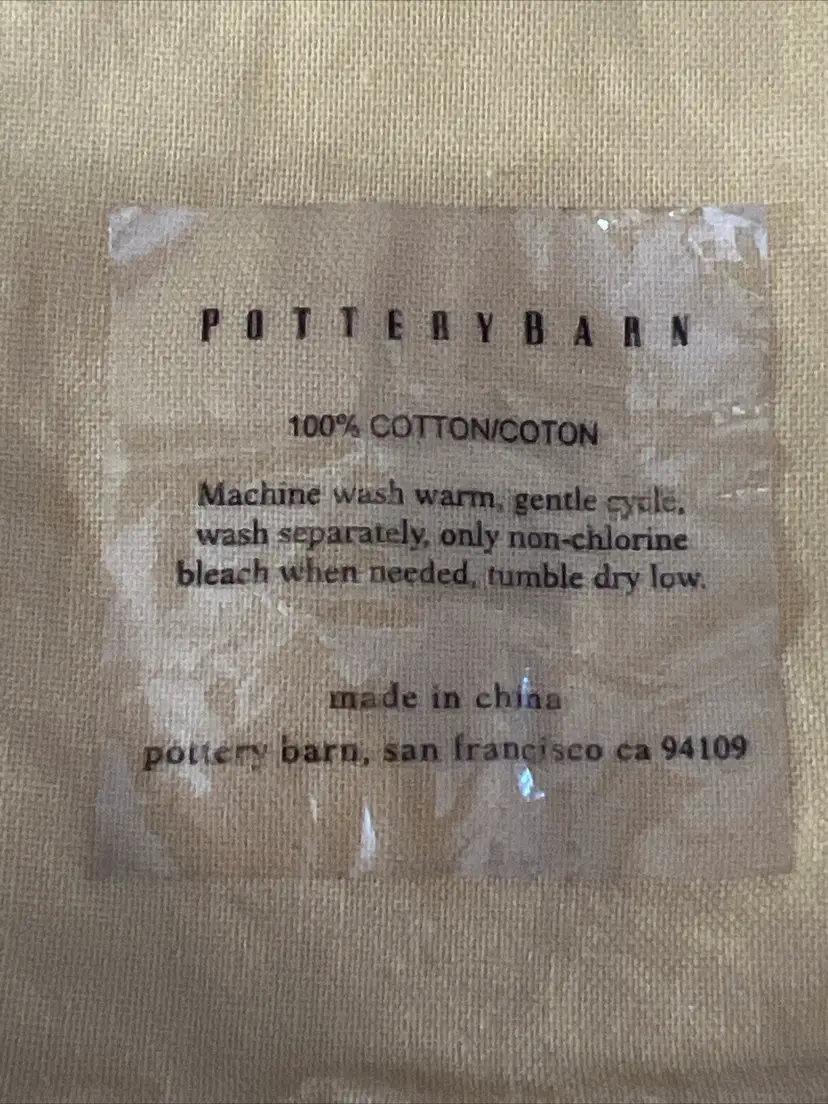 POTTERYBARN
100% COTTON/COTON
Machine wash warm, gentle cycle,
wash separately, only non-chlorine
bleach when needed, tumble dry low.
made in china
pottery barn, san francisco ca 94109